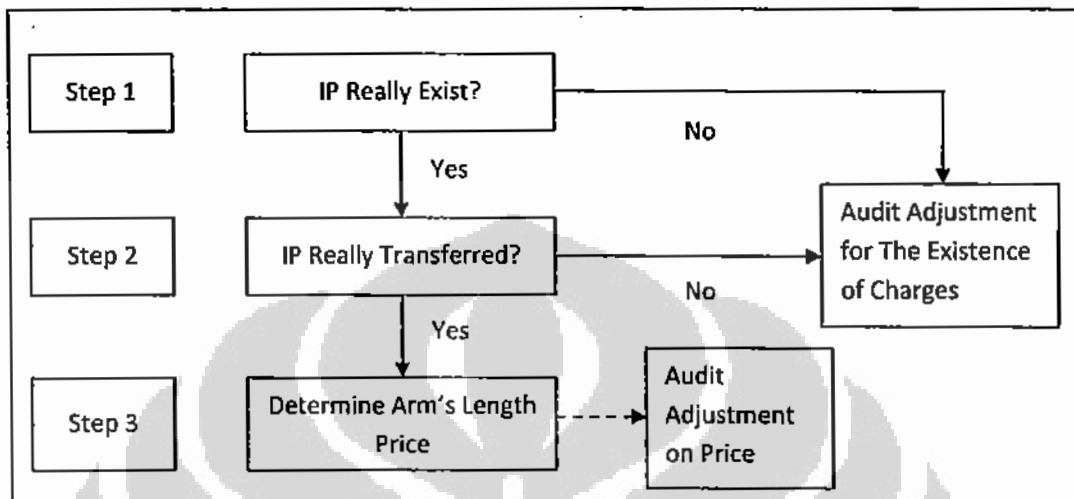 Step 1
IP Really Exist?
No
Yes
Audit Adjustment
for The Existence
of Charges
Step 2
IP Really Transferred?
No
Yes
Step 3
Determine Arm's Length
Price
Audit
Adjustment
on Price